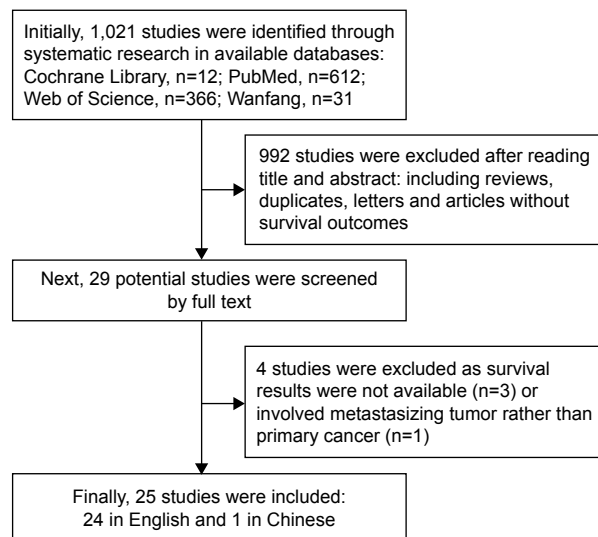 Initially, 1,021 studies were identified through
systematic research in available databases:
Cochrane Library, n=12; PubMed, n=612;
Web of Science, n=366; Wanfang, n=31
992 studies were excluded after reading
title and abstract: including reviews,
duplicates, letters and articles without
survival outcomes
Next, 29 potential studies were screened
by full text
4 studies were excluded as survival
results were not available (n=3) or
involved metastasizing tumor rather than
primary cancer (n=1)
Finally, 25 studies were included:
24 in English and 1 in Chinese